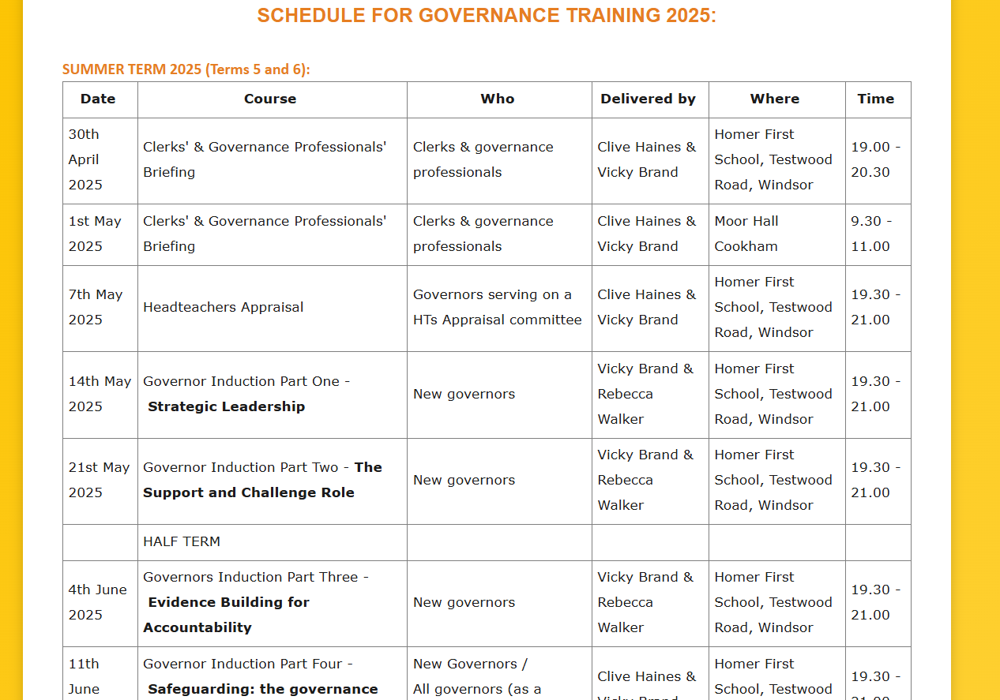 SCHEDULE FOR GOVERNANCE TRAINING 2025:
SUMMER TERM 2025 (Terms 5 and 6):
Date
Course
Who
Delivered by
Where
Time
30th
April
2025
Clerks' & Governance Professionals'
Briefing
Clerks & governance
professionals
Clive Haines &
Vicky Brand
Homer First
School, Testwood
Road, Windsor
19.00 -
20.30
1st May
2025
Clerks' & Governance Professionals'
Briefing
Clerks & governance
professionals
Clive Haines &
Vicky Brand
Moor Hall
Cookham
9.30 -
11.00
7th May
2025
Headteachers Appraisal
Governors serving on a
HTs Appraisal committee
Clive Haines &
Vicky Brand
Homer First
School, Testwood
Road, Windsor
19.30 -
21.00
14th May
2025
Governor Induction Part One -
Strategic Leadership
New governors
Vicky Brand &
Rebecca
Walker
Homer First
School, Testwood
Road, Windsor
19.30 -
21.00
21st May
2025
Governor Induction Part Two - The
Support and Challenge Role
New governors
Vicky Brand &
Rebecca
Walker
Homer First
School, Testwood
Road, Windsor
19.30 -
21.00
HALF TERM
4th June
2025
Governors Induction Part Three -
Evidence Building for
Accountability
New governors
Vicky Brand &
Rebecca
Walker
Homer First
School, Testwood
Road, Windsor
19.30 -
21.00
11th
June
Governor Induction Part Four -
Safeguarding: the governance
New Governors /
All governors (as a
Clive Haines &
Vicky Brand
Homer First
School, Testwood
19.30 -
21.00